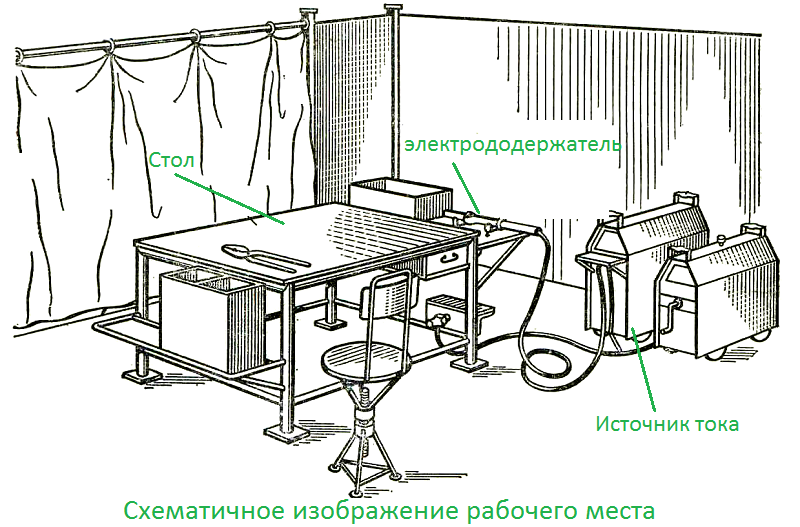 электрододержатель
Стол
Источник тока
Схематичное изображение рабочего места